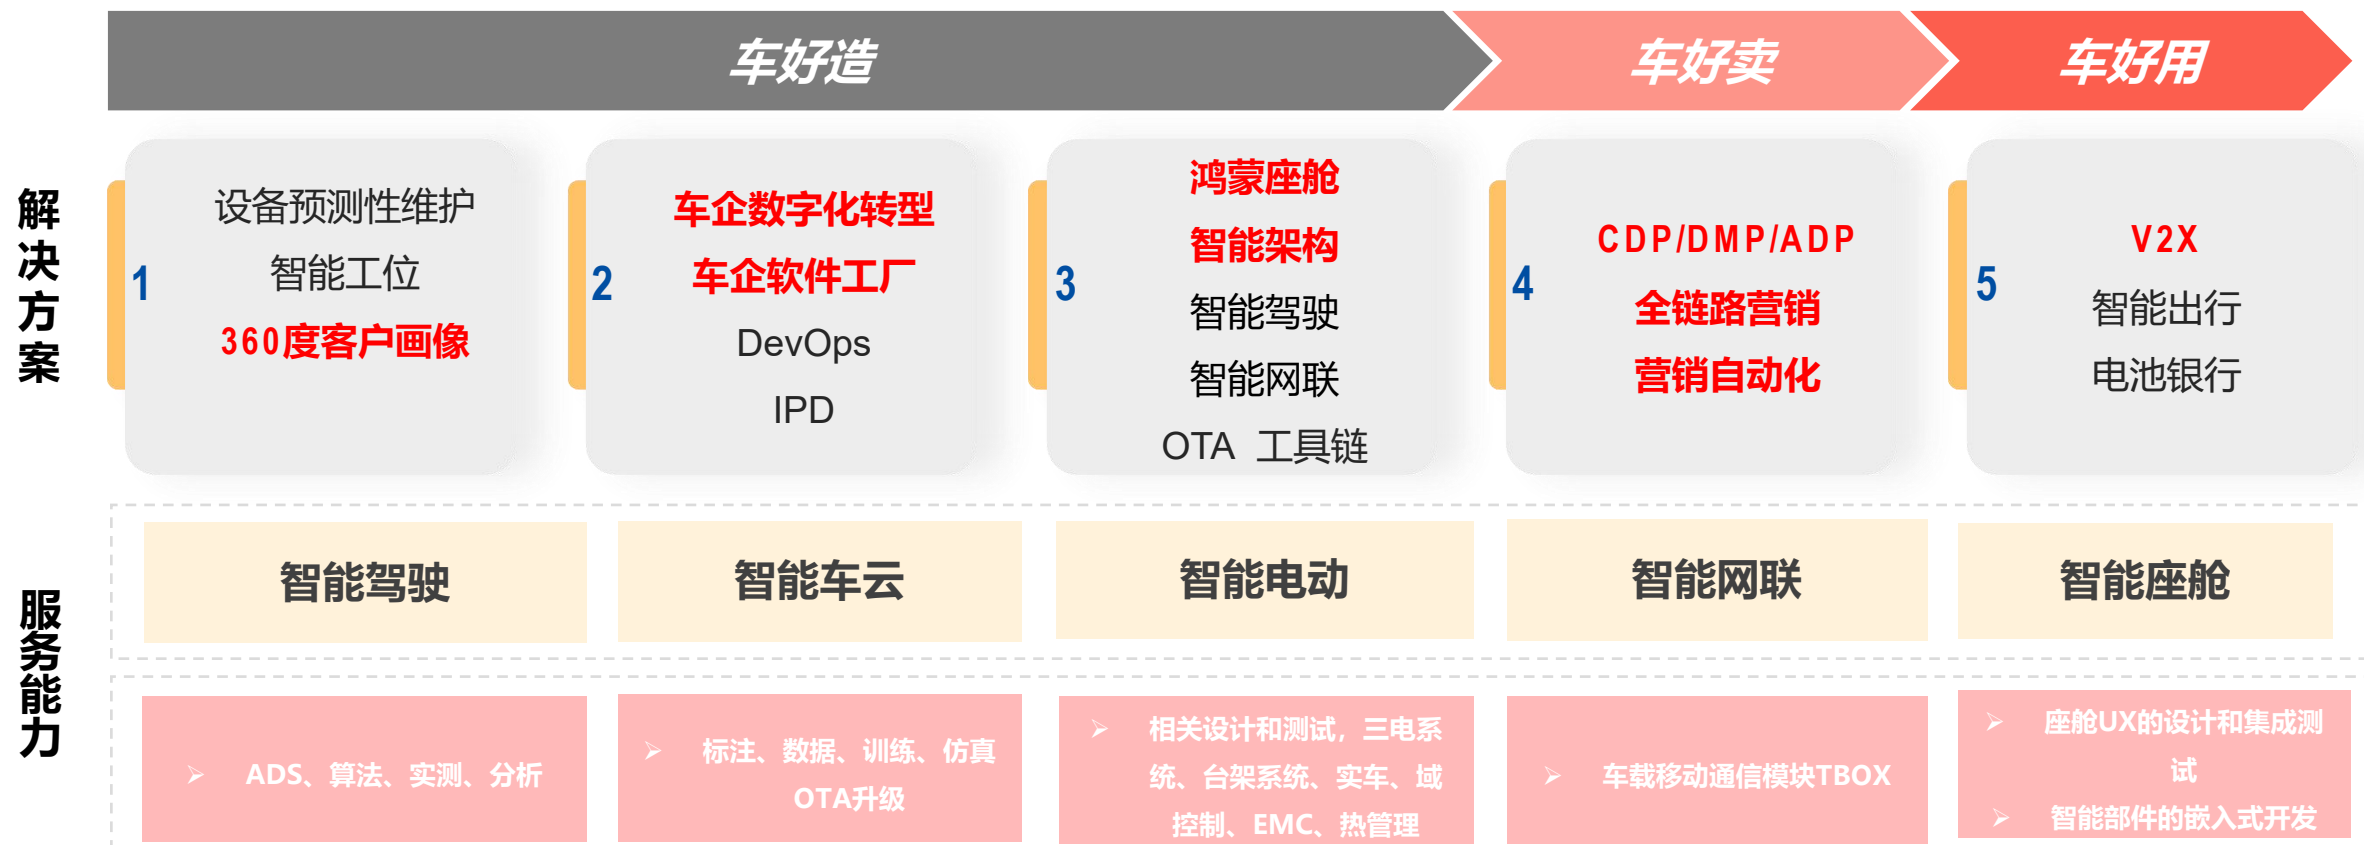 车好造
车好卖
车好用
解决方案
1
设备预测性维护
智能工位
360度客户画像
2
车企数字化转型
车企软件工厂
DevOps
IPD
3
鸿蒙座舱
智能架构
智能驾驶
智能网联
OTA 工具链
4
CDP/DMP/ADP
全链路营销
营销自动化
5
V2X
智能出行
电池银行
服务能力
智能驾驶
智能车云
智能电动
智能网联
智能座舱
➢ ADS、算法、实测、分析
➢ 标注、数据、训练、仿真
OTA升级
➢ 相关设计和测试，三电系
统、台架系统、实车、域
控制、EMC、热管理
➢ 车载移动通信模块TBOX
➢ 座舱UX的设计和集成测
试
➢ 智能部件的嵌入式开发